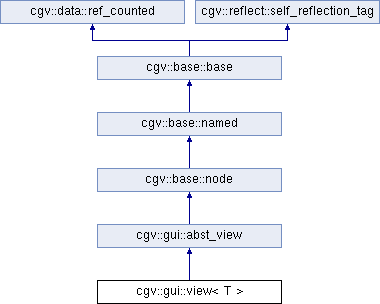 cgv::data::ref_counted
cgv::reflect::self_reflection_tag
cgv::base::base
cgv::base::named
cgv::base::node
cgv::gui::abst_view
cgv::gui::view< T >